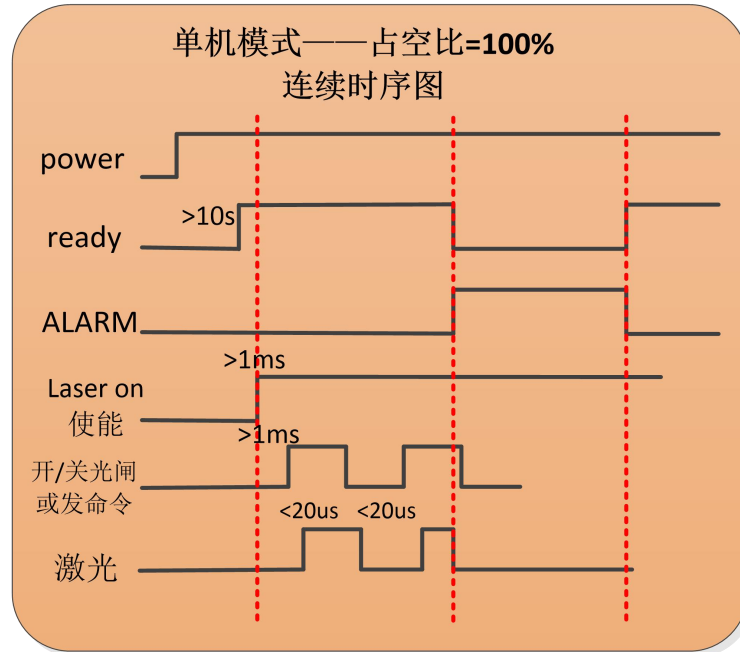 单机模式——占空比=100%
连续时序图
power
>10s
ready
ALARM
>1ms
Laser on
使能
>1ms
开/关光闸
或发命令
<20us <20us
激光